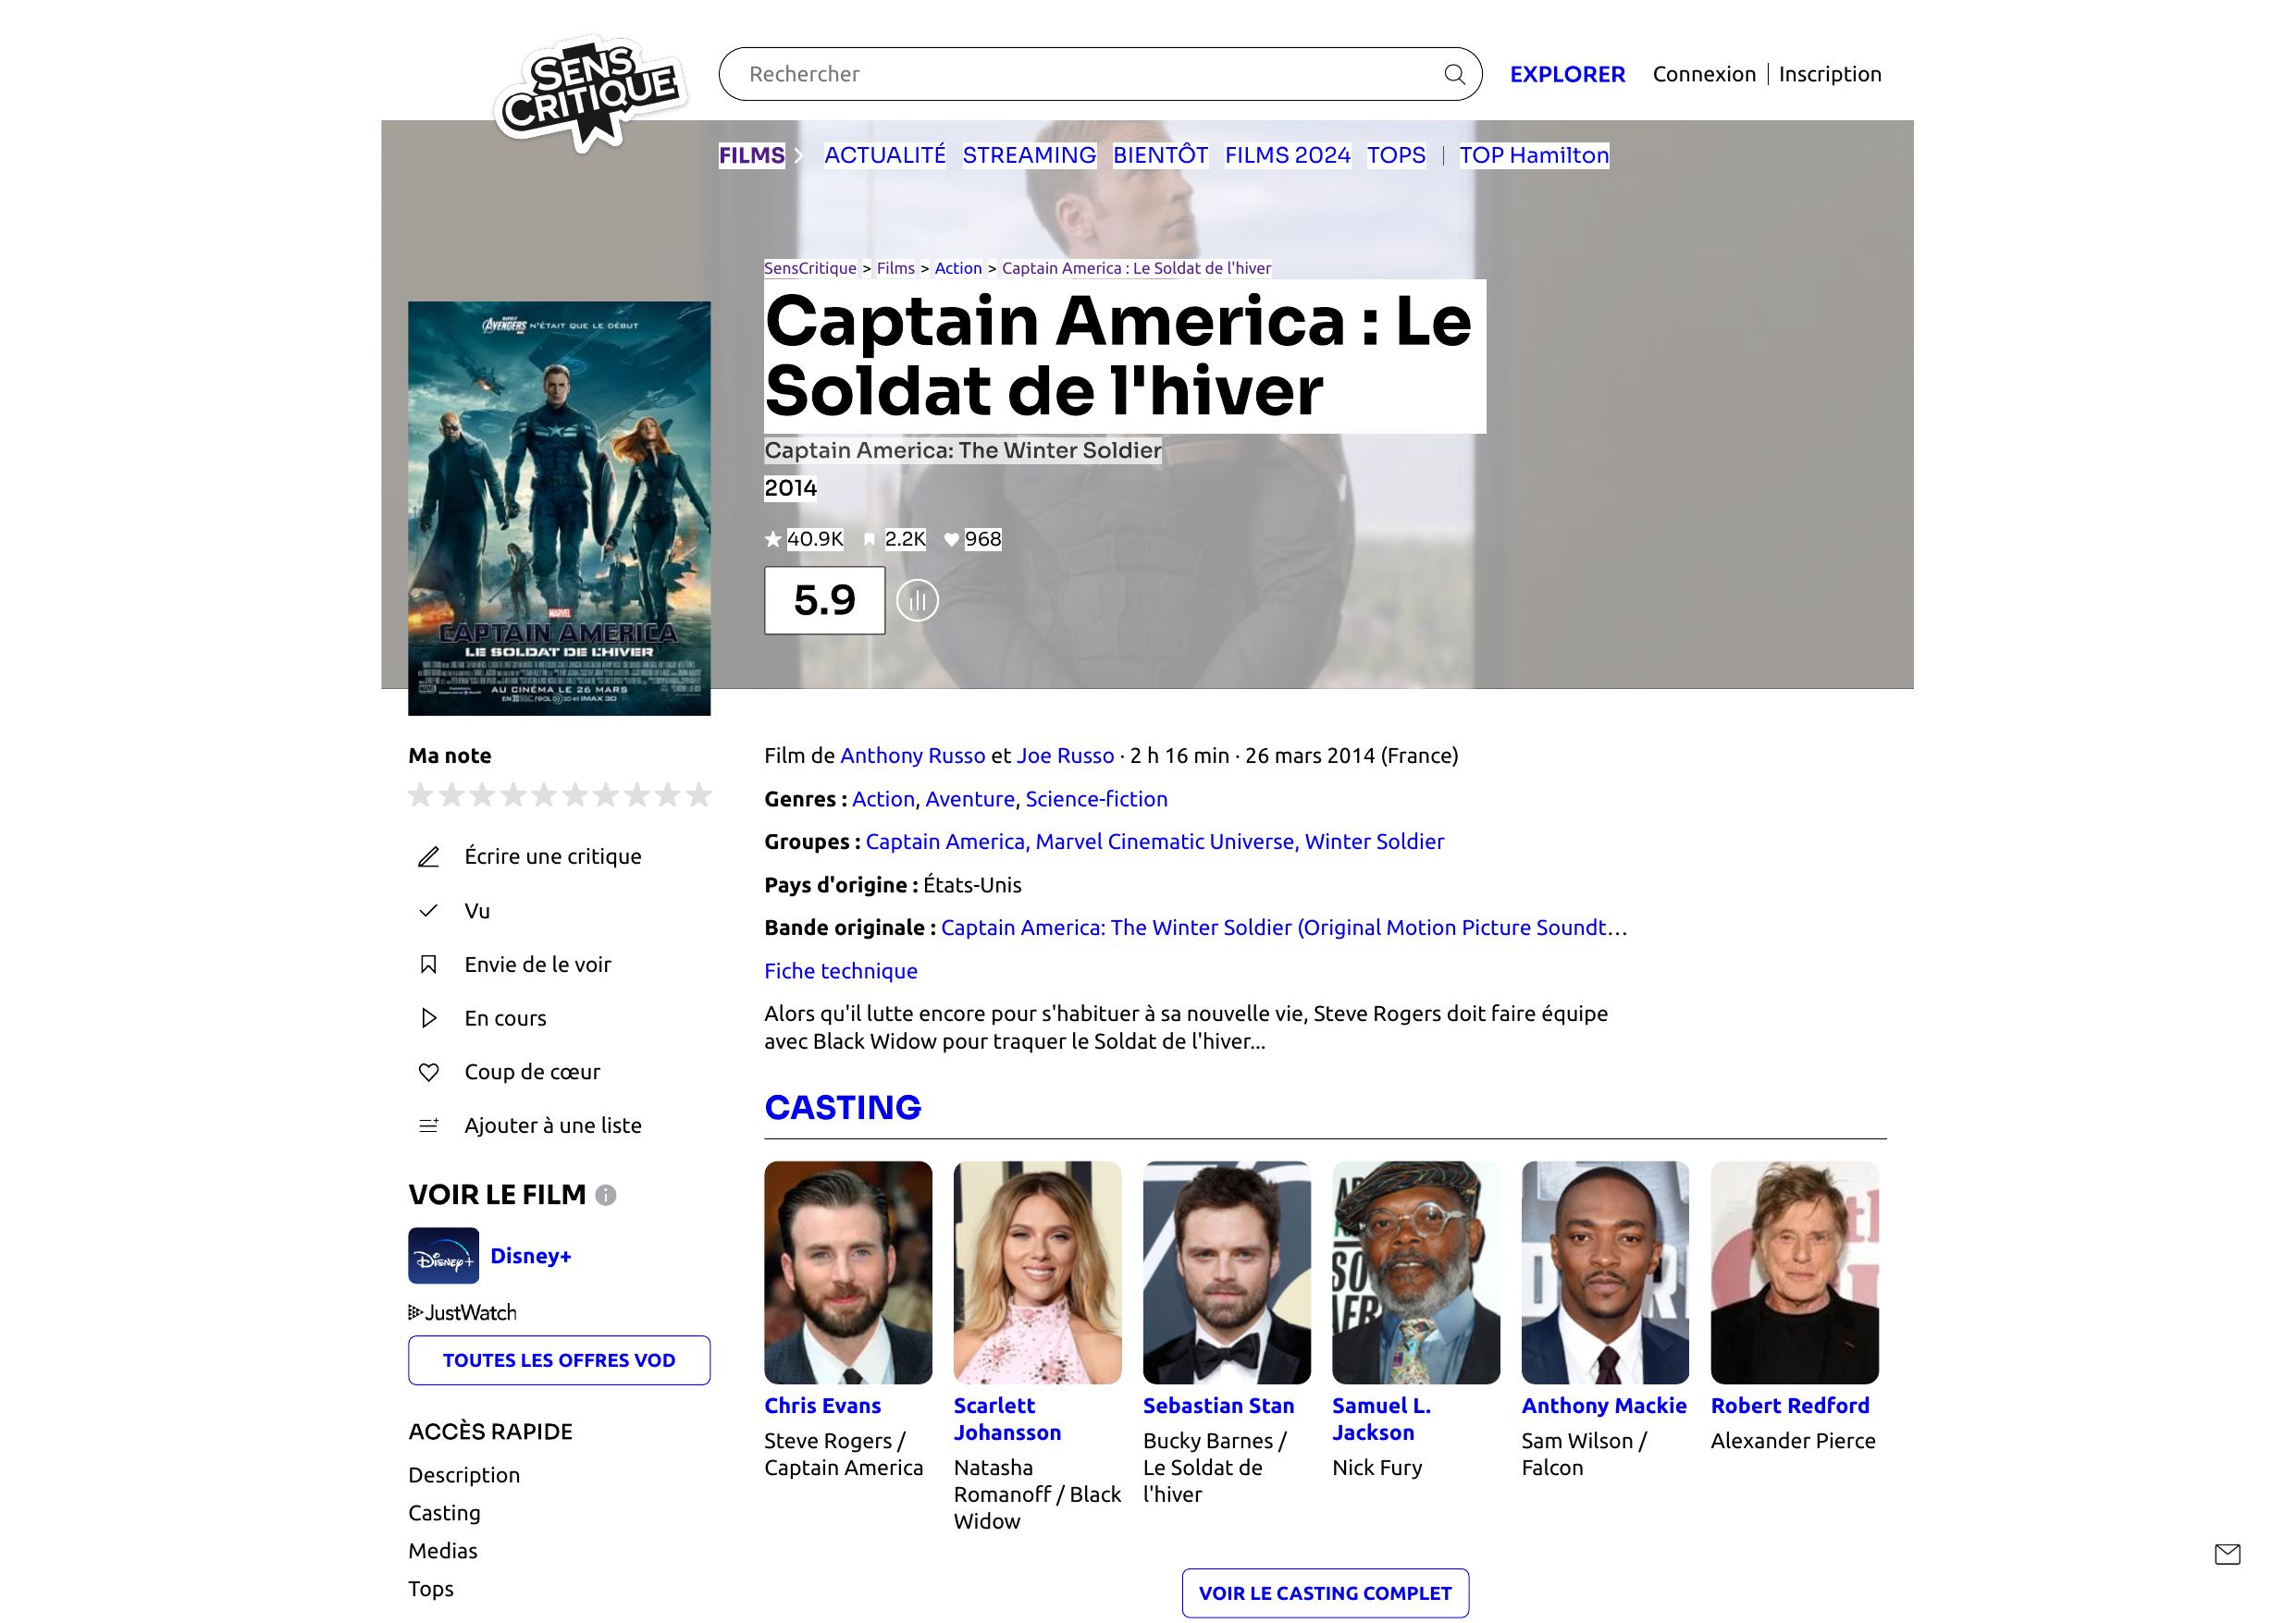 SENS
CRITIQUE
Rechercher
EXPLORER
Connexion
Inscription
FILMS
ACTUALITÉ
STREAMING
BIENTÔT
FILMS 2024
TOPS
TOP Hamilton
SensCritique > Films > Action > Captain America : Le Soldat de l'hiver
Captain America : Le
Soldat de l'hiver
Captain America: The Winter Soldier
2014
40.9K
2.2K
968
5.9
AVENGERS N'ÉTAIT QUE LE DÉBUT
MARVEL
CAPTAIN AMERICA
LE SOLDAT DE L'HIVER
AU CINÉMA LE 26 MARS
Ma note
Écrire une critique
Vu
Envie de le voir
En cours
Coup de cœur
Ajouter à une liste
VOIR LE FILM
Disney+
Disney+
JustWatch
TOUTES LES OFFRES VOD
ACCÈS RAPIDE
Description
Casting
Medias
Tops
Film de Anthony Russo et Joe Russo · 2 h 16 min · 26 mars 2014 (France)
Genres : Action, Aventure, Science-fiction
Groupes : Captain America, Marvel Cinematic Universe, Winter Soldier
Pays d'origine : États-Unis
Bande originale : Captain America: The Winter Soldier (Original Motion Picture Soundt…
Fiche technique
Alors qu'il lutte encore pour s'habituer à sa nouvelle vie, Steve Rogers doit faire équipe
avec Black Widow pour traquer le Soldat de l'hiver...
CASTING
Chris Evans
Steve Rogers /
Captain America
Scarlett
Johansson
Natasha
Romanoff / Black
Widow
Sebastian Stan
Bucky Barnes /
Le Soldat de
l'hiver
Samuel L.
Jackson
Nick Fury
Anthony Mackie
Sam Wilson /
Falcon
Robert Redford
Alexander Pierce
VOIR LE CASTING COMPLET